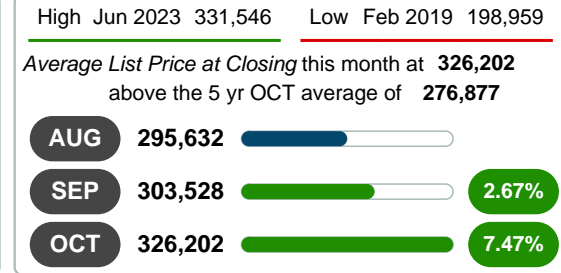 High Jun 2023 331,546 Low Feb 2019 198,959
Average List Price at Closing this month at 326,202
above the 5 yr OCT average of 276,877
AUG 295,632
SEP 303,528 2.67%
OCT 326,202 7.47%